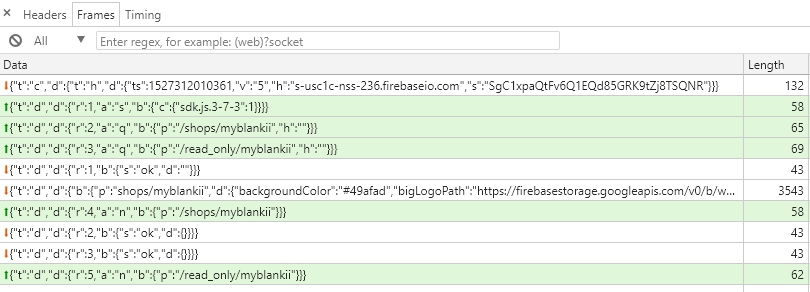 × Headers Frames Timing
All ▼ Enter regex, for example: (web)?socket
Data Length
{"t":"c","d":{"t":"h","d":{"ts":1527312010361,"v":"5","h":"s-usc1c-nss-236.firebaseio.com","s":"SgC1xpaQtFv6Q1EQd85GRK9tZj8TSQNR"}}} 132
{"t":"d","d":{"r":1,"a":"s","b":{"c":{"sdk.js.3-7-3":1}}}} 58
{"t":"d","d":{"r":2,"a":"q","b":{"p":"/shops/myblankii","h":""}}} 65
{"t":"d","d":{"r":3,"a":"q","b":{"p":"/read_only/myblankii","h":""}}} 69
{"t":"d","d":{"r":1,"b":{"s":"ok","d":""}}} 43
{"t":"d","d":{"b":{"p":"shops/myblankii","d":{"backgroundColor":"#49afad","bigLogoPath":"https://firebasestorage.googleapis.com/v0/b/w... 3543
{"t":"d","d":{"r":4,"a":"n","b":{"p":"/shops/myblankii"}}} 58
{"t":"d","d":{"r":2,"b":{"s":"ok","d":{}}}} 43
{"t":"d","d":{"r":3,"b":{"s":"ok","d":{}}}} 43
{"t":"d","d":{"r":5,"a":"n","b":{"p":"/read_only/myblankii"}}} 62